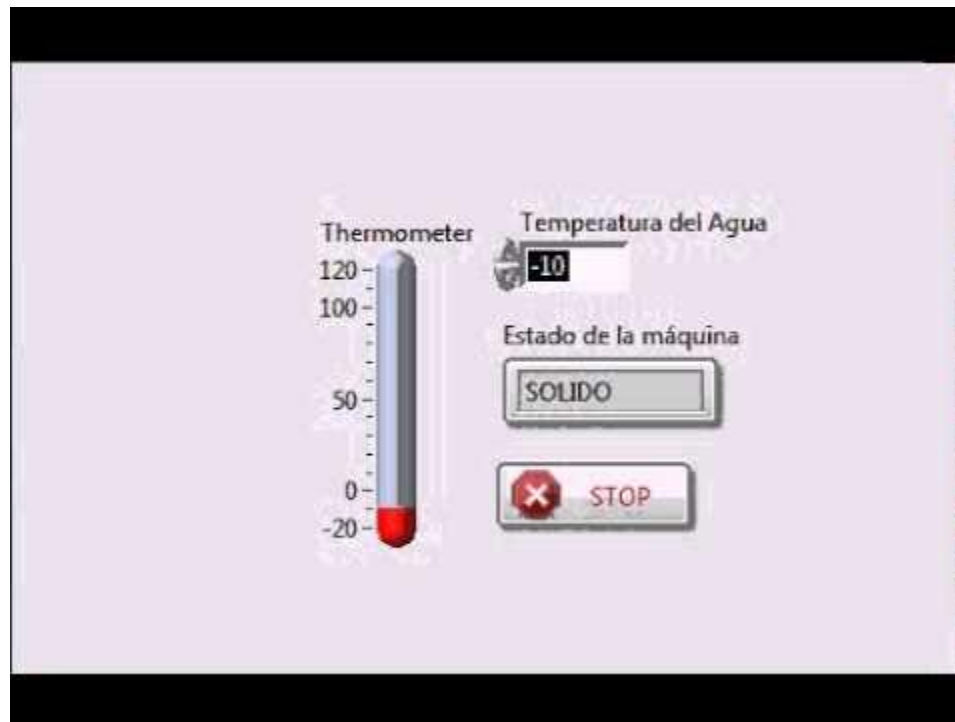 Thermometer
120
100
50
0
-20
Temperatura del Agua
-10
Estado de la máquina
SOLIDO
STOP